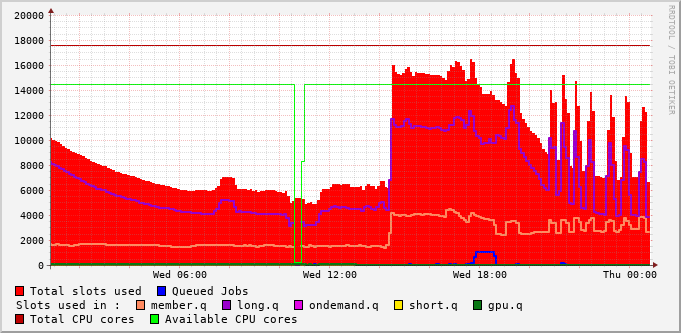 20000
18000
16000
14000
12000
10000
8000
6000
4000
2000
0
Wed 06:00 Wed 12:00 Wed 18:00 Thu 00:00
Total slots used Queued Jobs
Slots used in : member.q long.q ondemand.q short.q gpu.q
Total CPU cores Available CPU cores
RRDTOOL / TOBI OETIKER